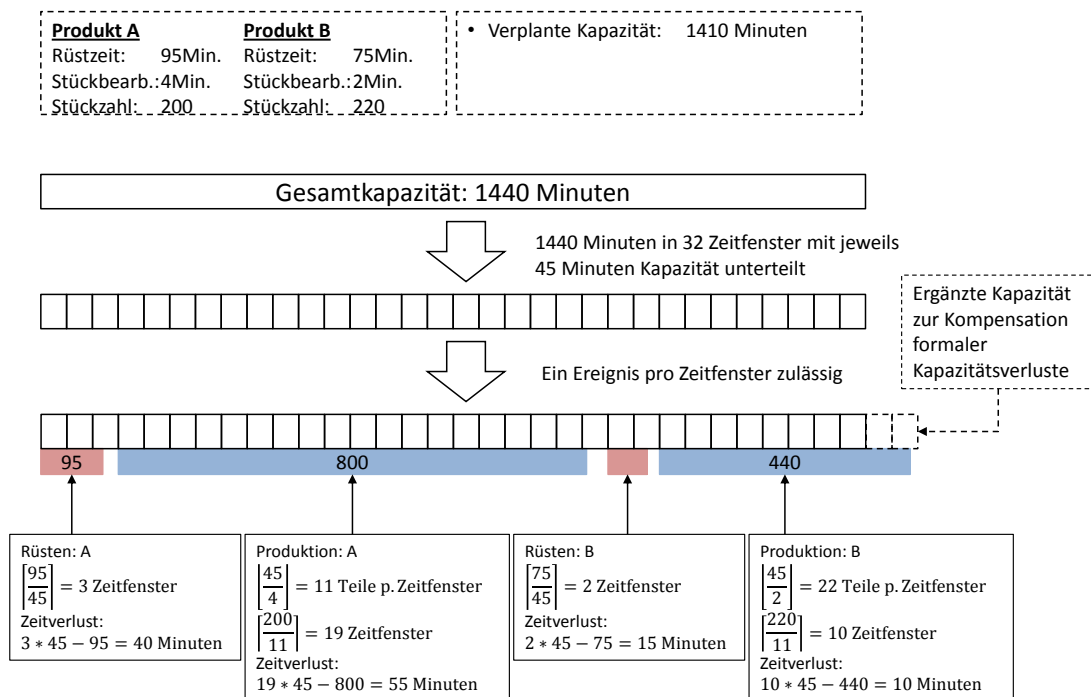 Produkt A Produkt B
Rüstzeit: 95Min. Rüstzeit: 75Min.
Stückbearb.:4Min. Stückbearb.:2Min.
Stückzahl: 200 Stückzahl: 220
• Verplante Kapazität: 1410 Minuten
Gesamtkapazität: 1440 Minuten
1440 Minuten in 32 Zeitfenster mit jeweils
45 Minuten Kapazität unterteilt
Ergänzte Kapazität
zur Kompensation
formaler
Kapazitätsverluste
Ein Ereignis pro Zeitfenster zulässig
95 800 440
Rüsten: A
⌈95/45⌉ = 3 Zeitfenster
Zeitverlust:
3 * 45 − 95 = 40 Minuten
Produktion: A
⌊45/4⌋ = 11 Teile p. Zeitfenster
⌈200/11⌉ = 19 Zeitfenster
Zeitverlust:
19 * 45 − 800 = 55 Minuten
Rüsten: B
⌈75/45⌉ = 2 Zeitfenster
Zeitverlust:
2 * 45 − 75 = 15 Minuten
Produktion: B
⌊45/2⌋ = 22 Teile p. Zeitfenster
⌈220/11⌉ = 10 Zeitfenster
Zeitverlust:
10 * 45 − 440 = 10 Minuten